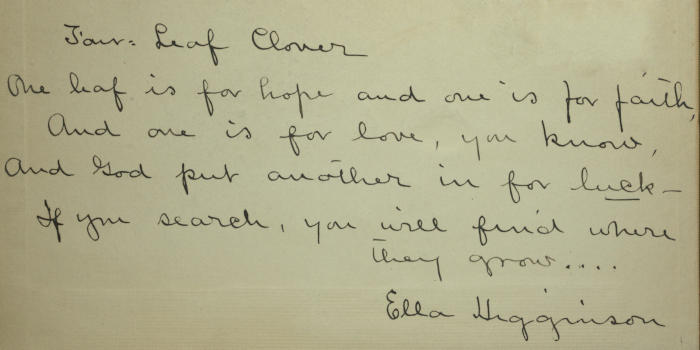 Four-Leaf Clover
One leaf is for hope and one is for faith,
And one is for love, you know,
And God put another in for luck—
If you search, you will find where
they grow....
Ella Higginson